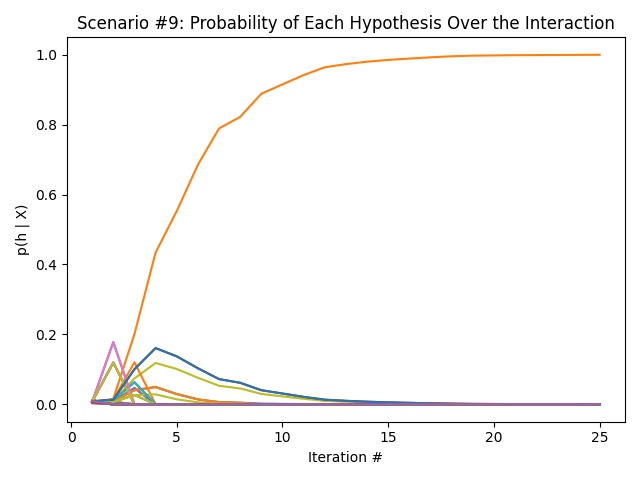 Scenario #9: Probability of Each Hypothesis Over the Interaction
1.0
0.8
0.6
0.4
0.2
0.0
p(h | X)
0 5 10 15 20 25
Iteration #